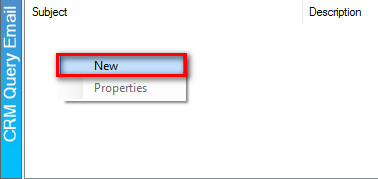 CRM Query Email
Subject
Description
New
Properties